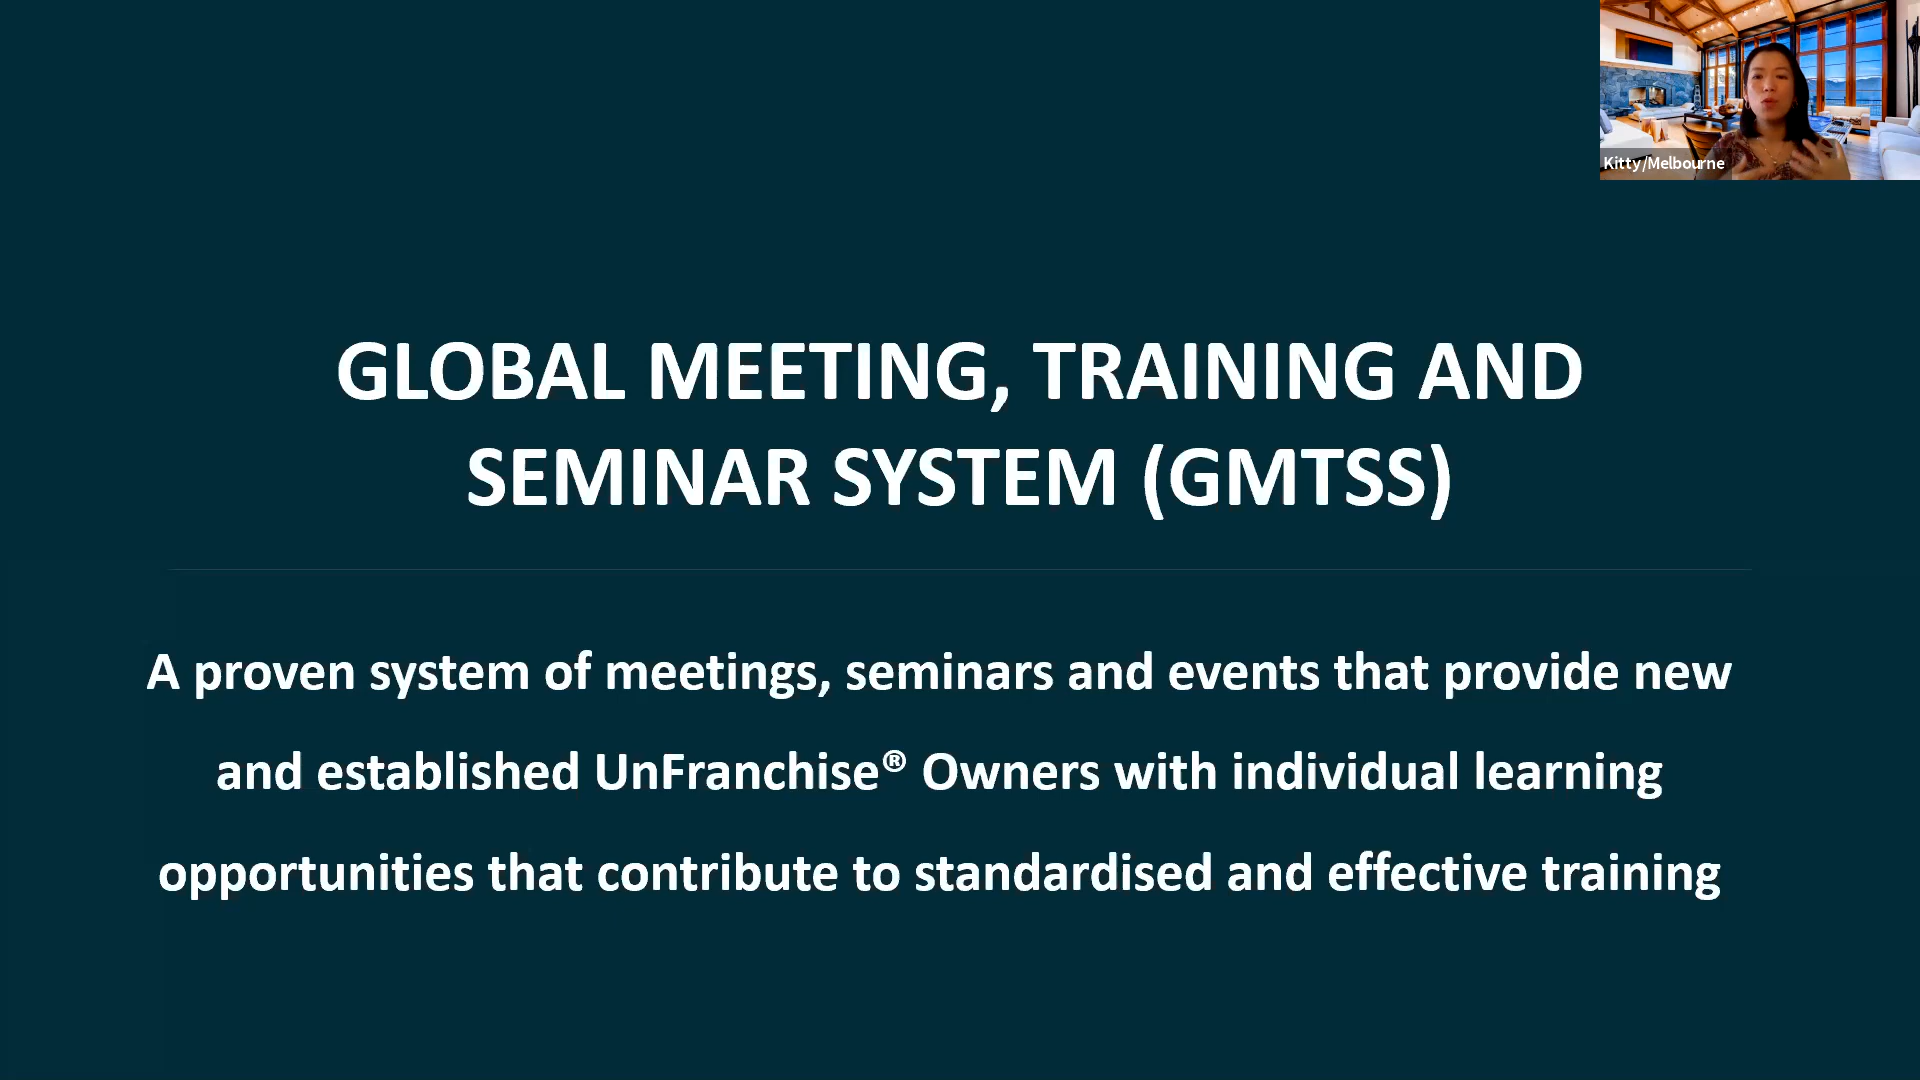 Kitty/Melbourne
GLOBAL MEETING, TRAINING AND
SEMINAR SYSTEM (GMTSS)
A proven system of meetings, seminars and events that provide new
and established UnFranchise® Owners with individual learning
opportunities that contribute to standardised and effective training